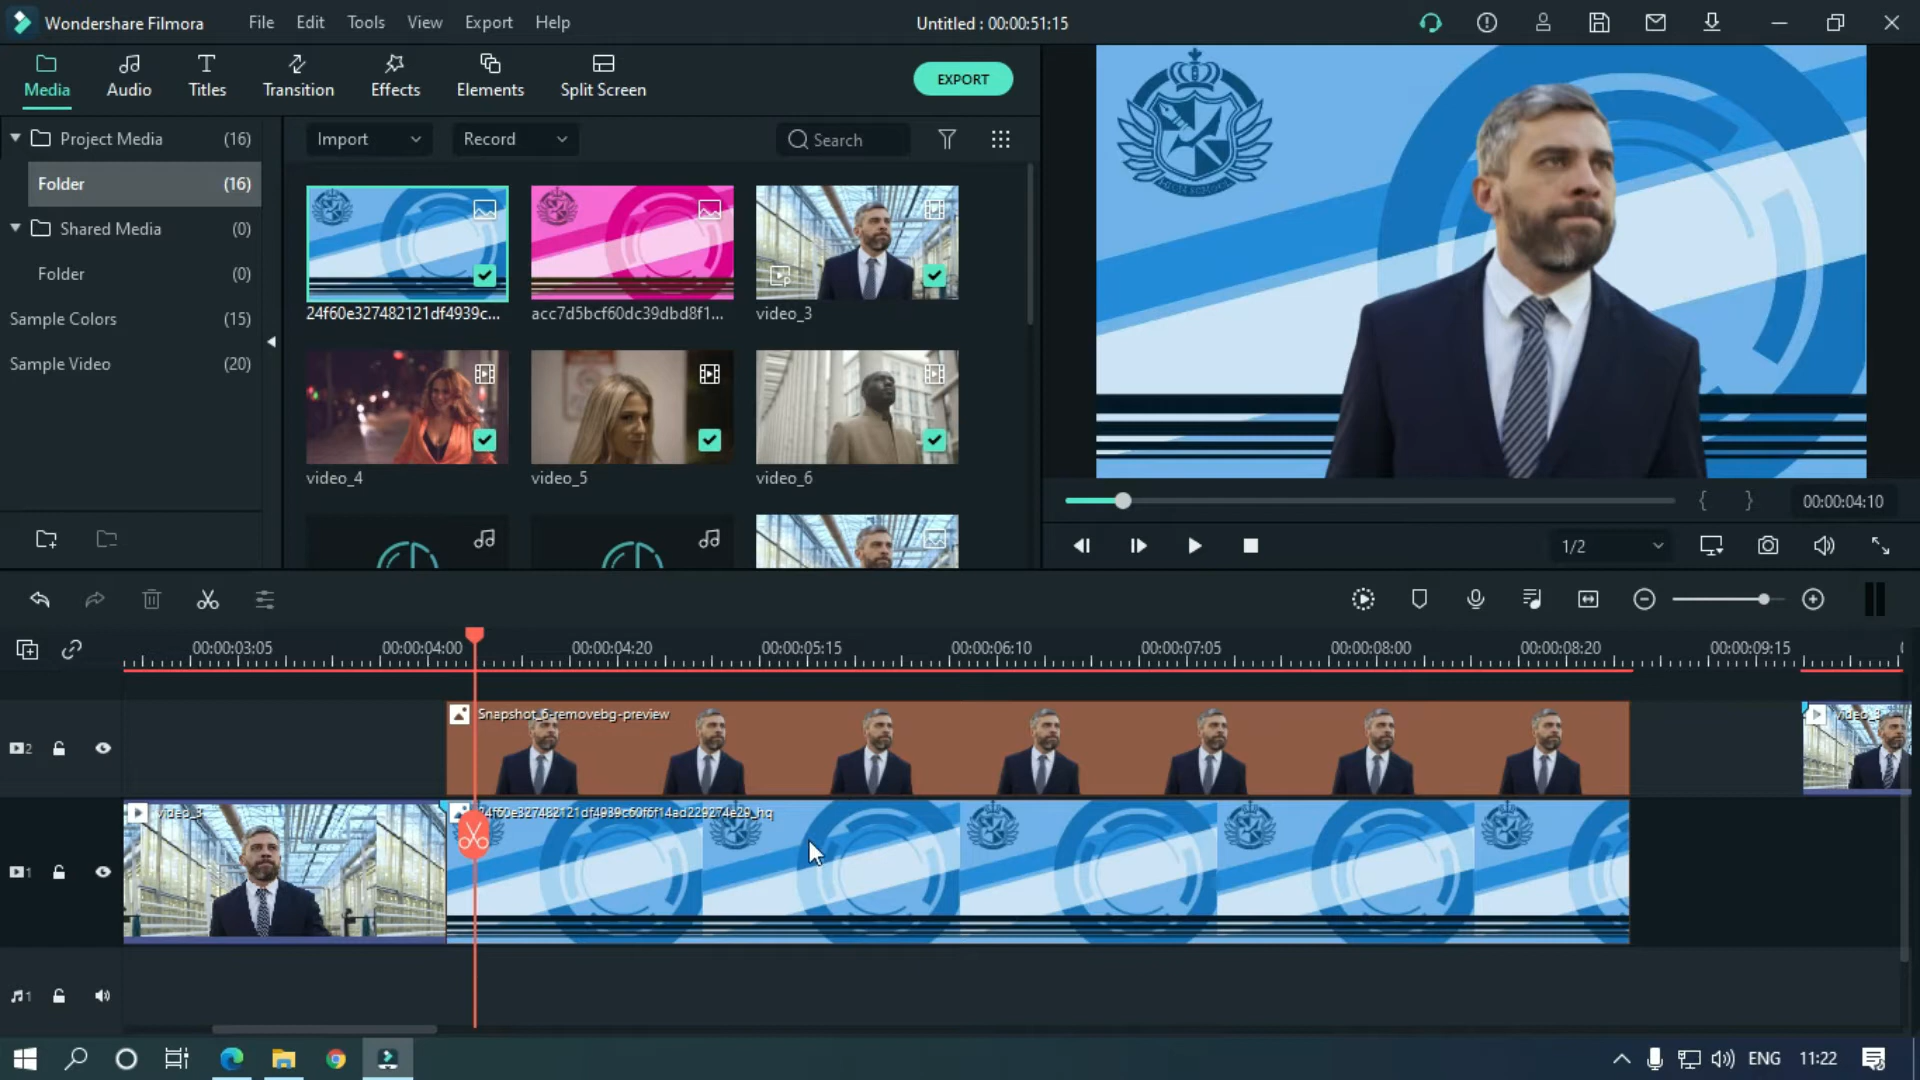 Wondershare Filmora
File Edit Tools View Export Help
Untitled : 00:00:51:15
Media Audio Titles Transition Effects Elements Split Screen
EXPORT
Project Media (16)
Folder (16)
Shared Media (0)
Folder (0)
Sample Colors (15)
Sample Video (20)
Import Record Search
24f60e327482121df4939c...
acc7d5bcf60dc39dbd8f1...
video_3
video_4
video_5
video_6
{ } 00:00:04:10
1/2
00:00:03:05 00:00:04:00 00:00:04:20 00:00:05:15 00:00:06:10 00:00:07:05 00:00:08:00 00:00:08:20 00:00:09:15
2
Snapshot_6-removebg-preview
video_3
1
video_3
24f60e327482121df4939c60f6f14ad229274e29_hq
1
ENG 11:22